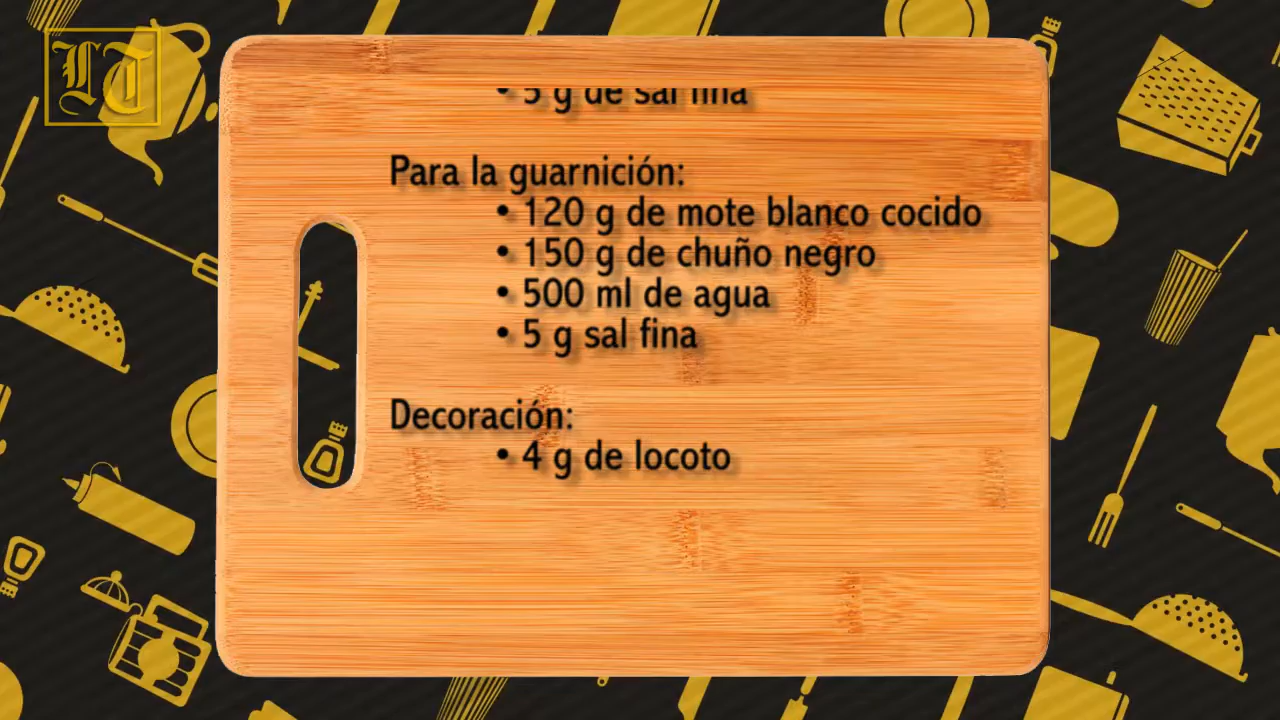 LT
• 5 g de sal fina
Para la guarnición:
• 120 g de mote blanco cocido
• 150 g de chuño negro
• 500 ml de agua
• 5 g sal fina
Decoración:
• 4 g de locoto